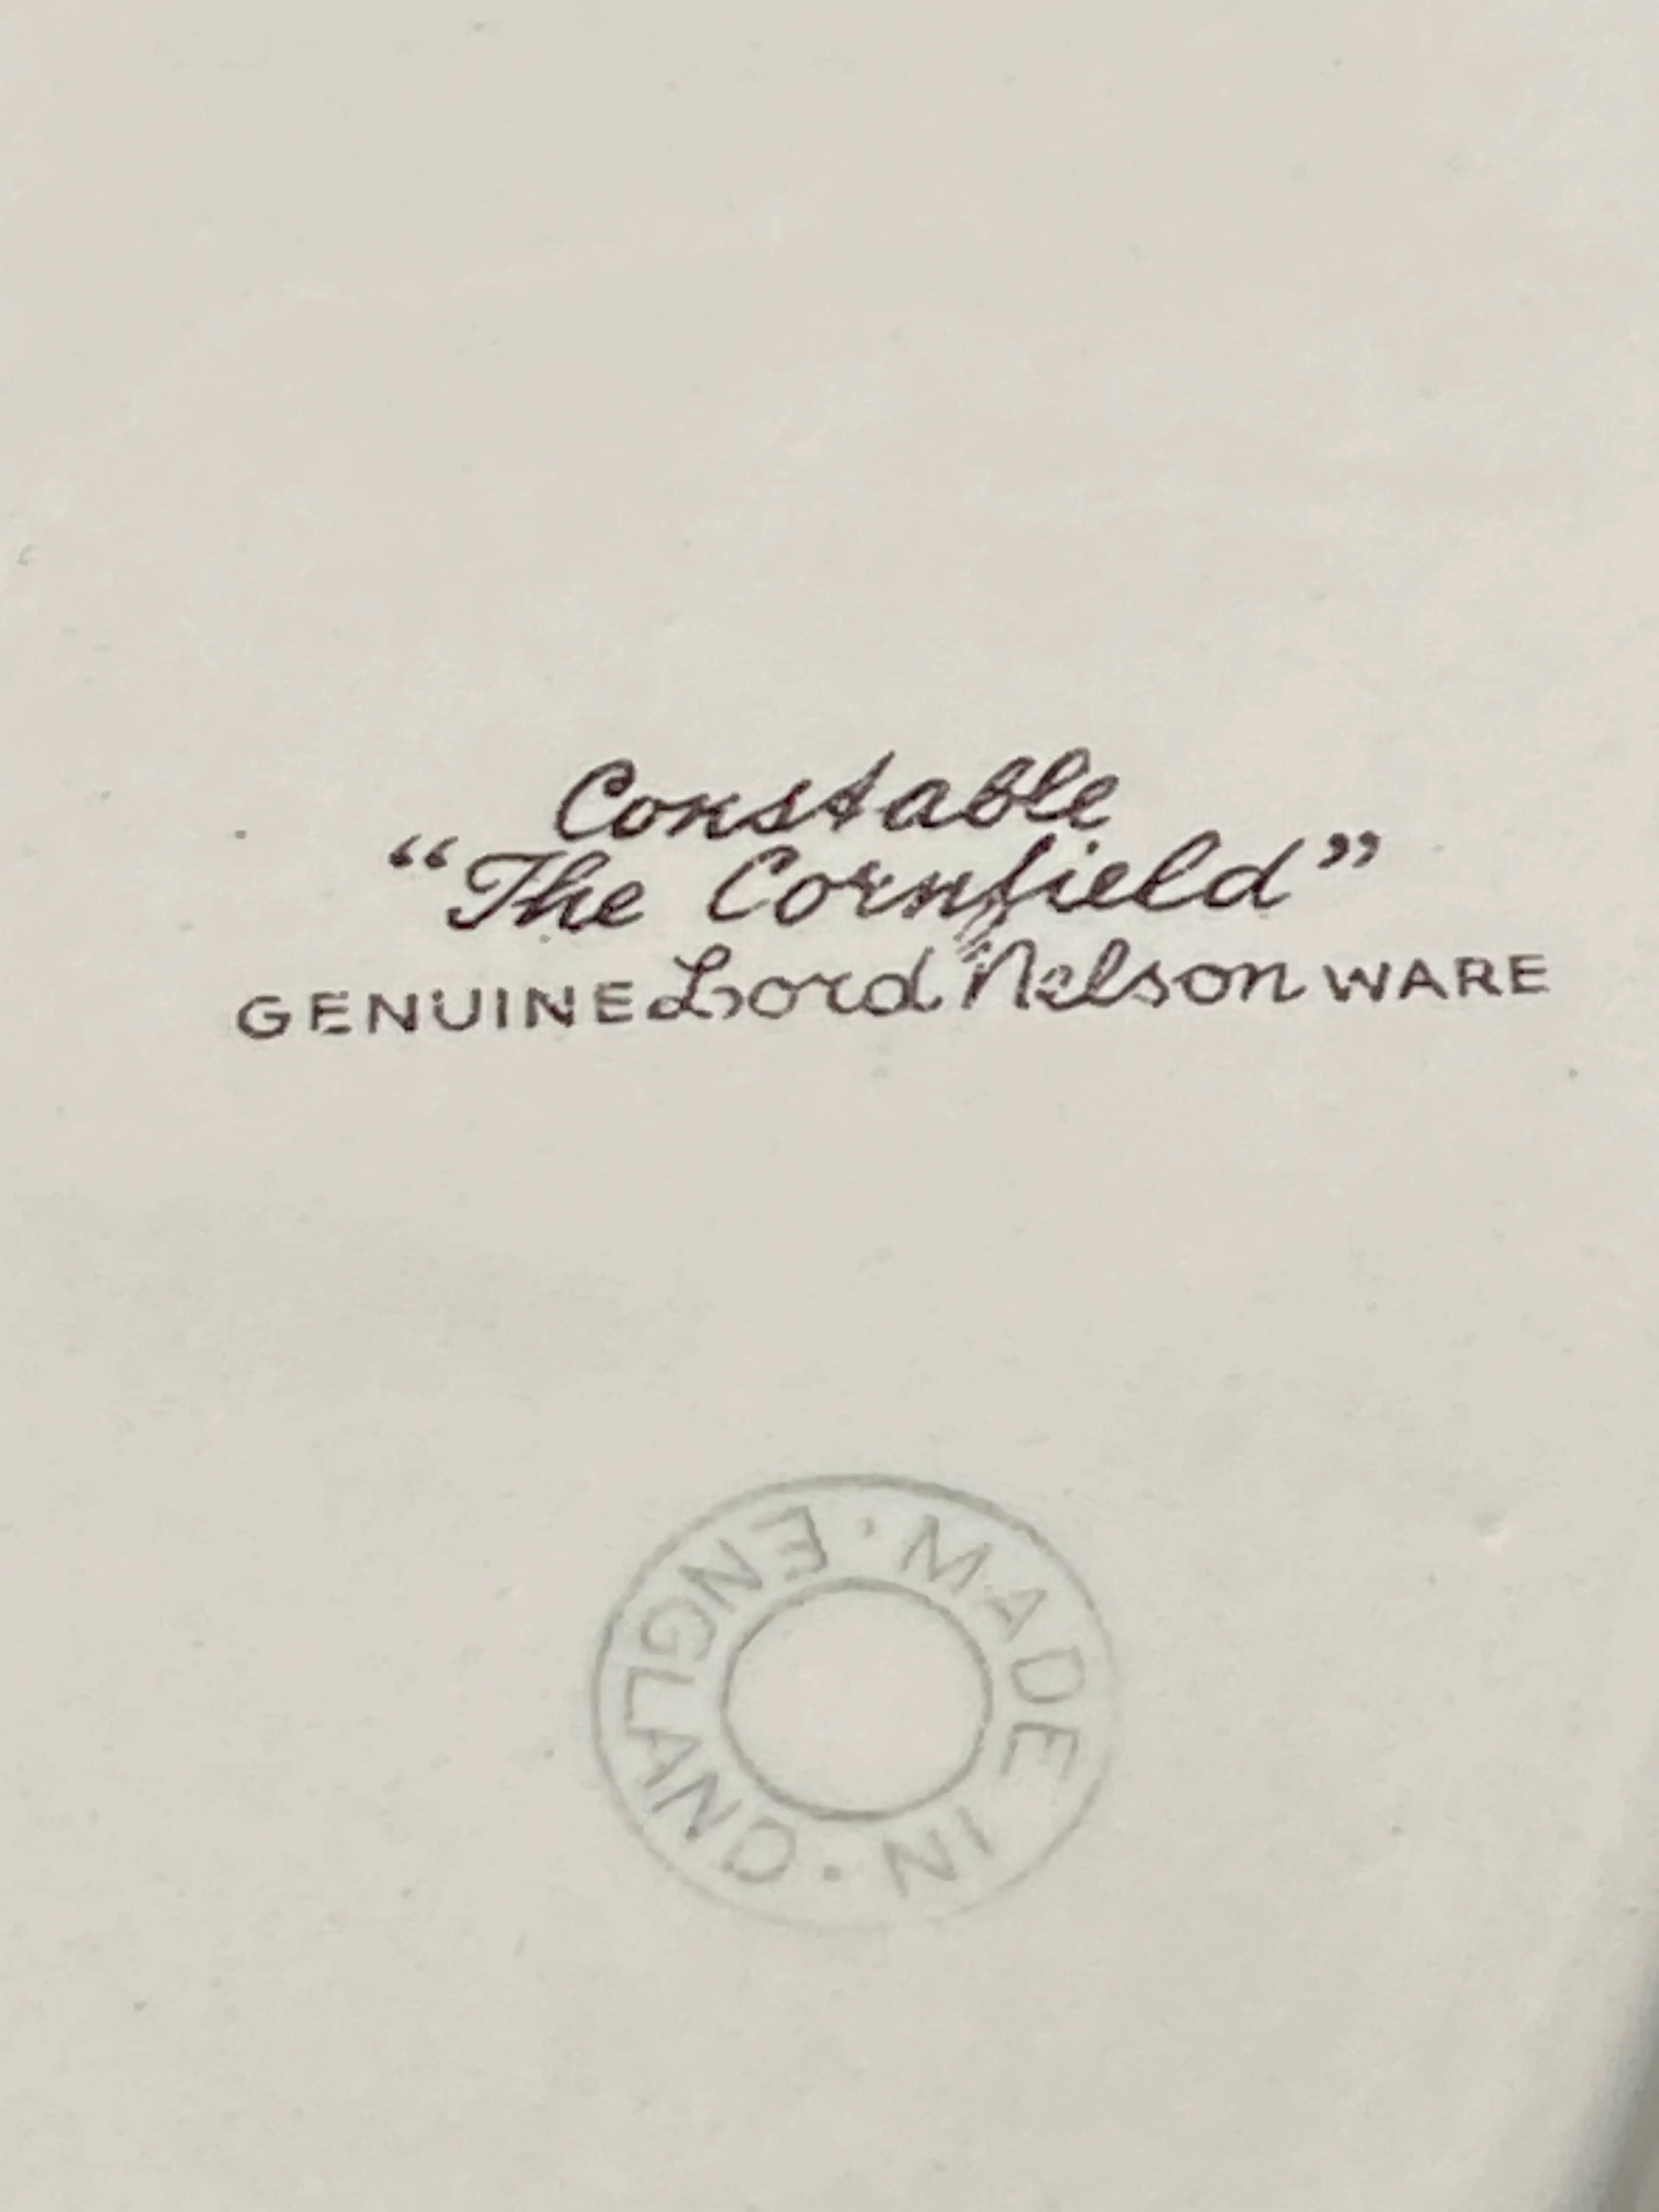 Constable
“The Cornfield”
GENUINE Lord Nelson WARE
MADE IN · ENGLAND ·